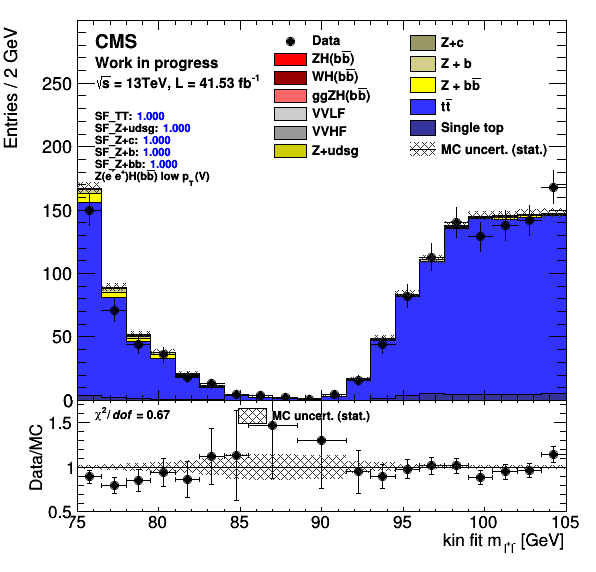 CMS
Work in progress
√s = 13TeV, L = 41.53 fb⁻¹
SF_TT: 1.000
SF_Z+udsg: 1.000
SF_Z+c: 1.000
SF_Z+b: 1.000
SF_Z+bb: 1.000
Z(e⁺e⁻)H(bb̅) low p_T(V)
Data
ZH(bb̅)
WH(bb̅)
ggZH(bb̅)
VVLF
VVHF
Z+udsg
Z+c
Z + b
Z + bb̅
tt̅
Single top
MC uncert. (stat.)
Entries / 2 GeV
250
200
150
100
50
0
χ²/dof = 0.67
MC uncert. (stat.)
Data/MC
1.5
1
0.5
75 80 85 90 95 100 105
kin fit m_l⁺l⁻ [GeV]